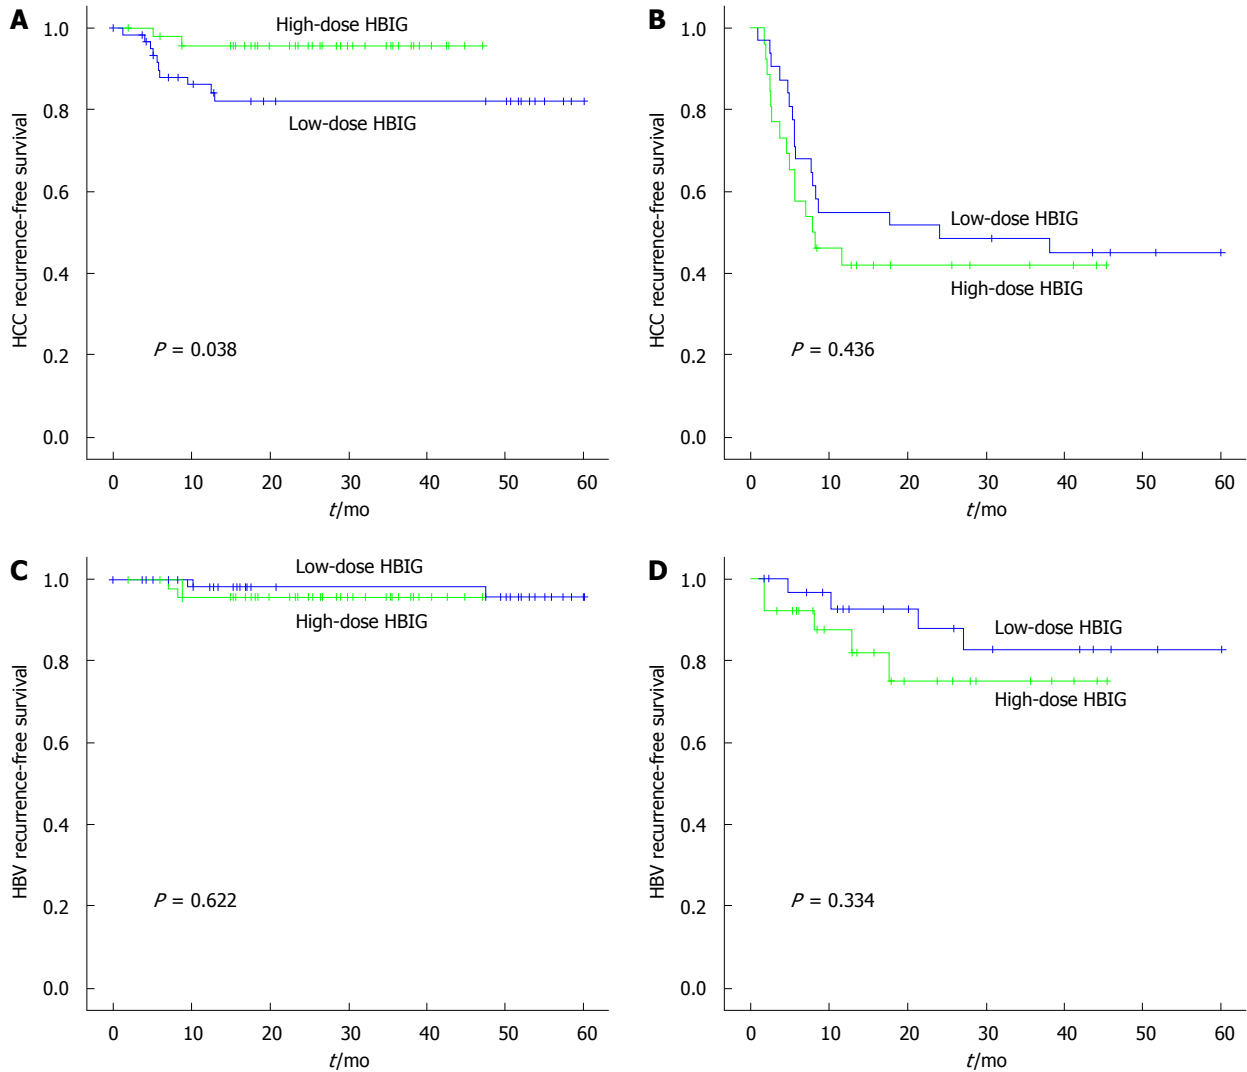 A
HCC recurrence-free survival
1.0
0.8
0.6
0.4
0.2
0.0
High-dose HBIG
Low-dose HBIG
P = 0.038
0 10 20 30 40 50 60
t/mo
B
HCC recurrence-free survival
1.0
0.8
0.6
0.4
0.2
0.0
Low-dose HBIG
High-dose HBIG
P = 0.436
0 10 20 30 40 50 60
t/mo
C
HBV recurrence-free survival
1.0
0.8
0.6
0.4
0.2
0.0
Low-dose HBIG
High-dose HBIG
P = 0.622
0 10 20 30 40 50 60
t/mo
D
HBV recurrence-free survival
1.0
0.8
0.6
0.4
0.2
0.0
Low-dose HBIG
High-dose HBIG
P = 0.334
0 10 20 30 40 50 60
t/mo